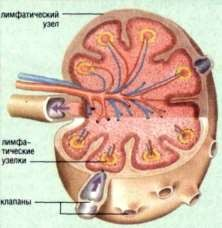 лимфатический
узел
лимфа-
тические
узелки
клапаны